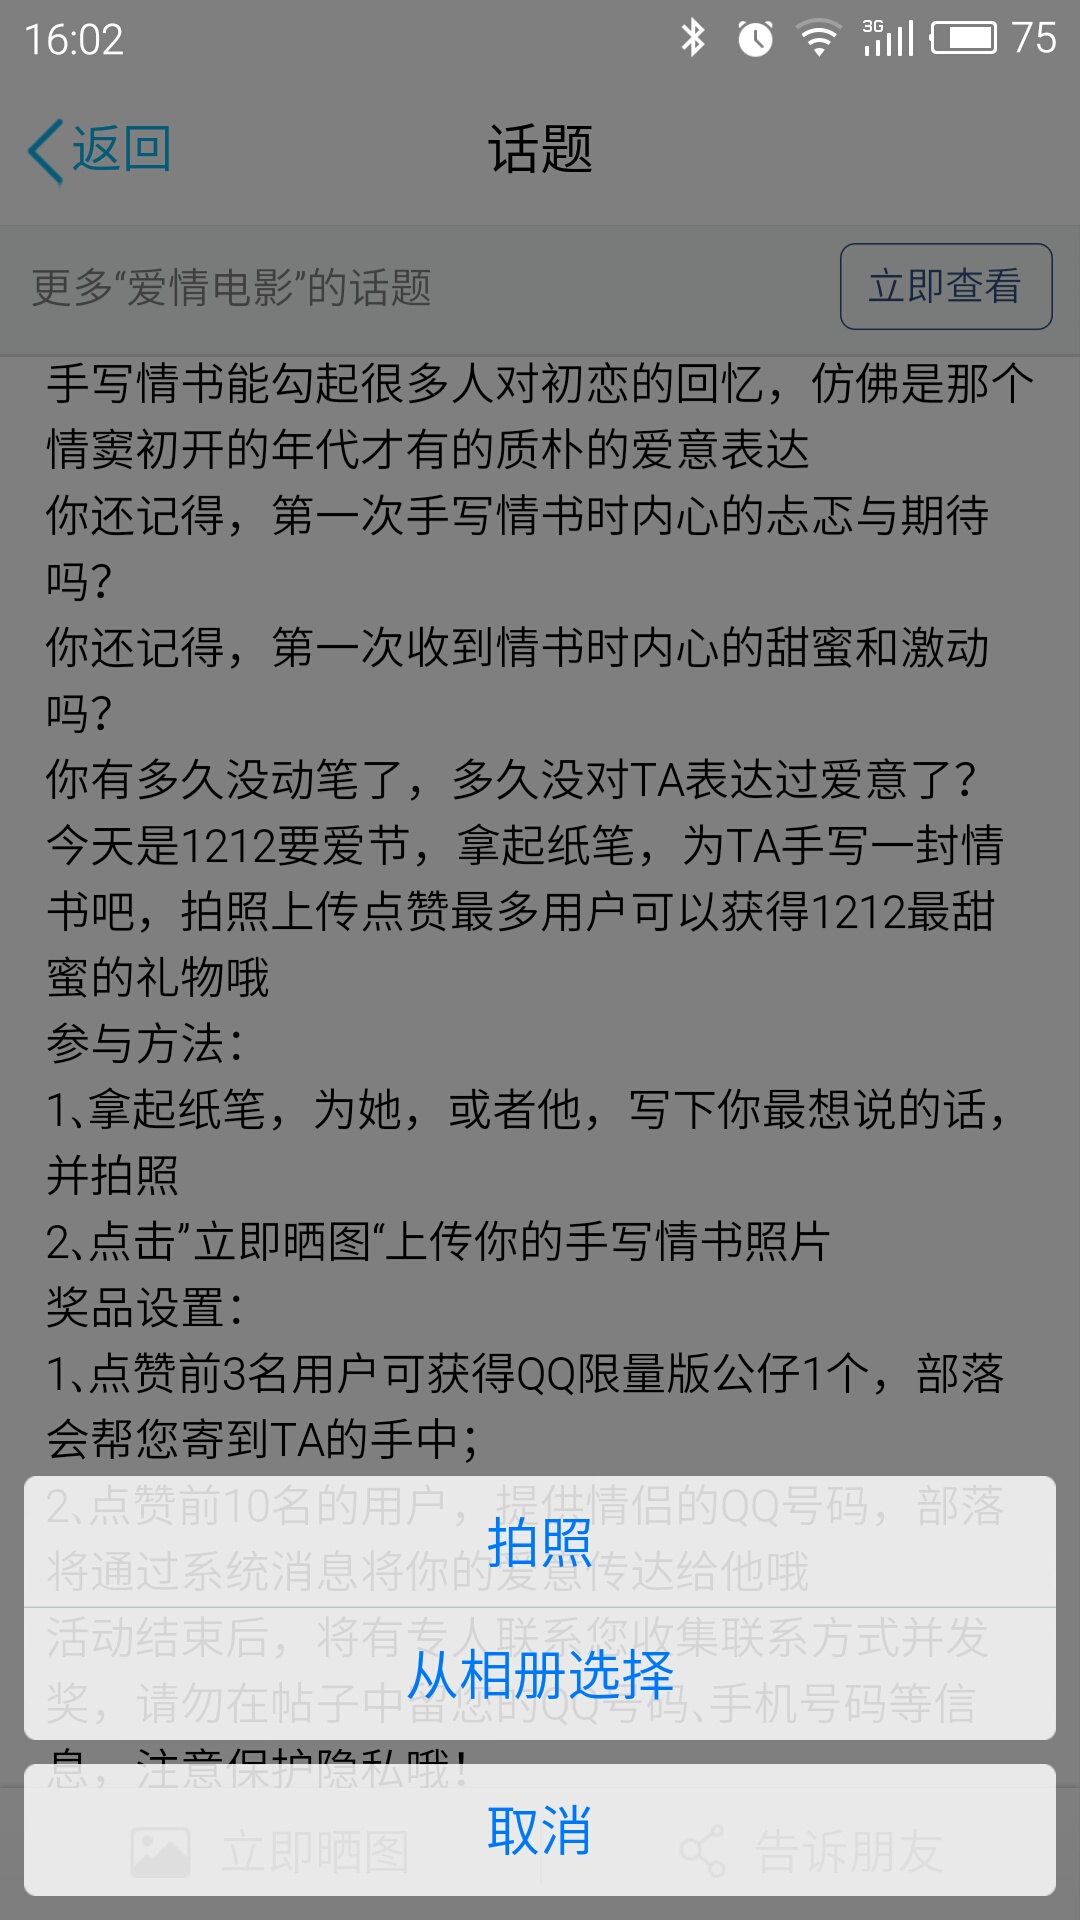 16:02
3G
75
返回
话题
更多“爱情电影”的话题
立即查看
手写情书能勾起很多人对初恋的回忆，仿佛是那个
情窦初开的年代才有的质朴的爱意表达
你还记得，第一次手写情书时内心的忐忑与期待
吗？
你还记得，第一次收到情书时内心的甜蜜和激动
吗？
你有多久没动笔了，多久没对TA表达过爱意了？
今天是1212要爱节，拿起纸笔，为TA手写一封情
书吧，拍照上传点赞最多用户可以获得1212最甜
蜜的礼物哦
参与方法：
1、拿起纸笔，为她，或者他，写下你最想说的话，
并拍照
2、点击”立即晒图“上传你的手写情书照片
奖品设置：
1、点赞前3名用户可获得QQ限量版公仔1个，部落
会帮您寄到TA的手中；
2、点赞前10名的用户，提供情侣的QQ号码，部落
拍照
将通过系统消息将你的爱意传达给他哦
活动结束后，将有专人联系您收集联系方式并发
从相册选择
奖，请勿在帖子中留您的QQ号码、手机号码等信
息，注意保护隐私哦！
取消
立即晒图
告诉朋友